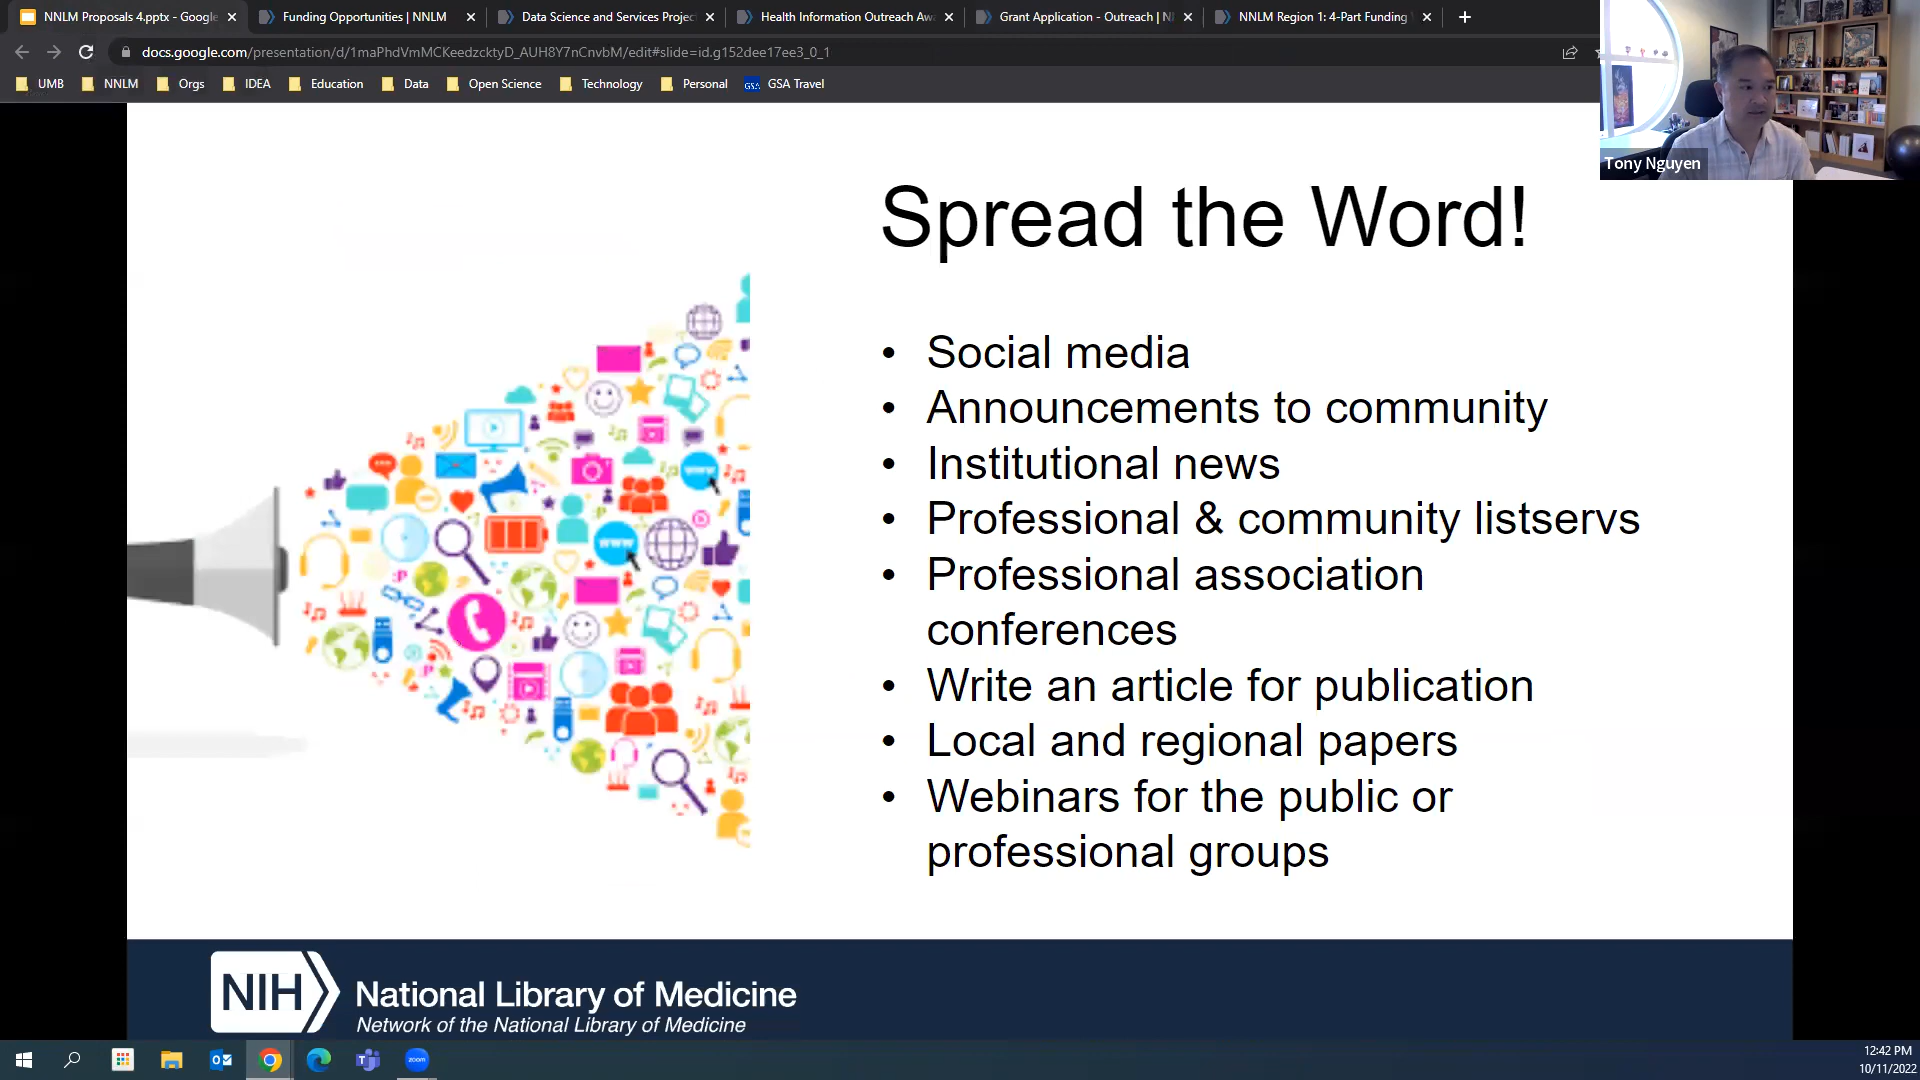 NNLM Proposals 4.pptx - Google
Funding Opportunities | NNLM
Data Science and Services Projec
Health Information Outreach Aw
Grant Application - Outreach | N
NNLM Region 1: 4-Part Funding
docs.google.com/presentation/d/1maPhdVmMCKeedzcktyD_AUH8Y7nCnvbM/edit#slide=id.g152dee17ee3_0_1
UMB
NNLM
Orgs
IDEA
Education
Data
Open Science
Technology
Personal
GSA
GSA Travel
Tony Nguyen
Spread the Word!
• Social media
• Announcements to community
• Institutional news
• Professional & community listservs
• Professional association
conferences
• Write an article for publication
• Local and regional papers
• Webinars for the public or
professional groups
www
www
:P
NIH
National Library of Medicine
Network of the National Library of Medicine
zoom
12:42 PM
10/11/2022